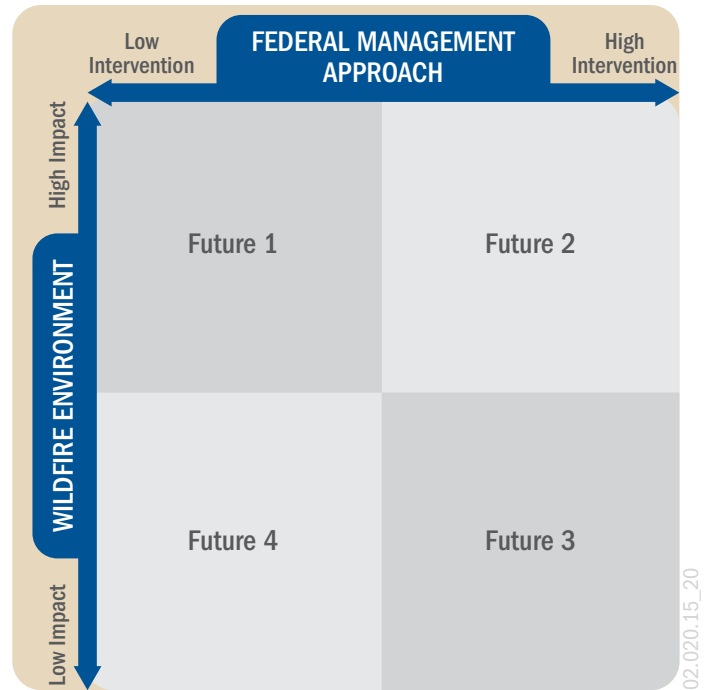 Low
Intervention
FEDERAL MANAGEMENT
APPROACH
High
Intervention
High Impact
WILDFIRE ENVIRONMENT
Low Impact
Future 1
Future 2
Future 4
Future 3
02.020.15_20